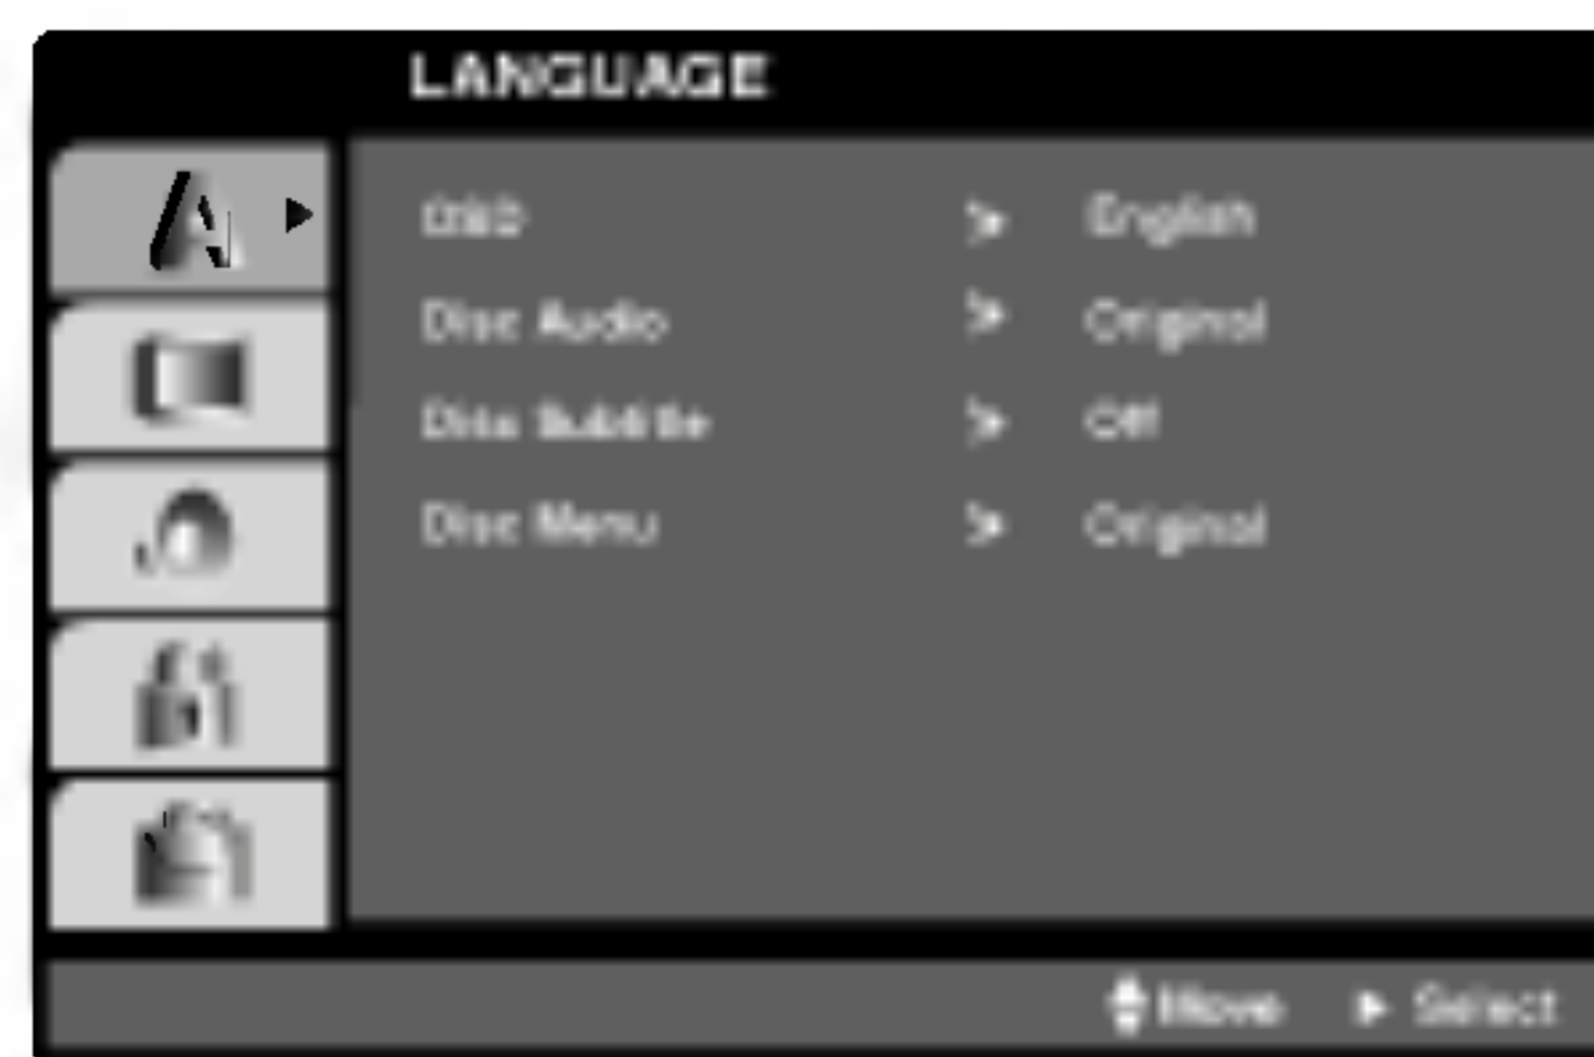 LANGUAGE
OSD > English
Disc Audio > Original
Disc Subtitle > Off
Disc Menu > Original
Move Select